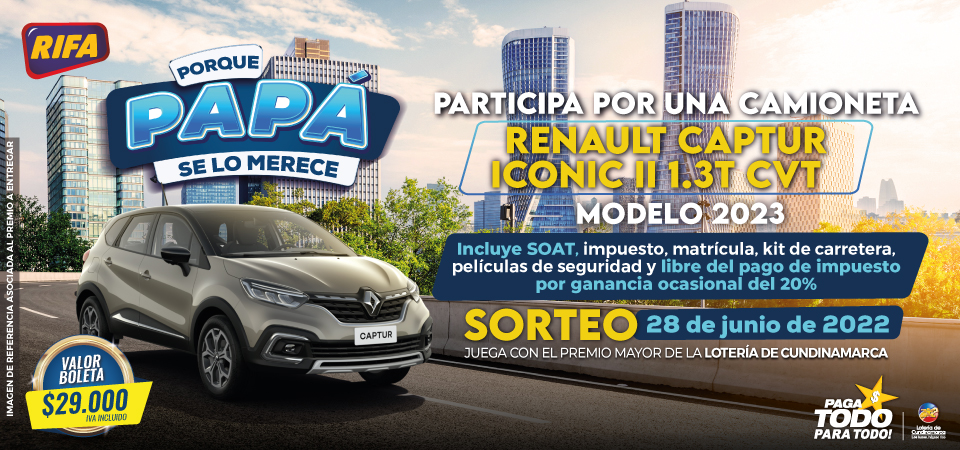 RIFA
PORQUE
PAPÁ
SE LO MERECE
PARTICIPA POR UNA CAMIONETA
RENAULT CAPTUR
ICONIC II 1.3T CVT
MODELO 2023
Incluye SOAT, impuesto, matrícula, kit de carretera,
películas de seguridad y libre del pago de impuesto
por ganancia ocasional del 20%
SORTEO 28 de junio de 2022
JUEGA CON EL PREMIO MAYOR DE LA LOTERÍA DE CUNDINAMARCA
IMAGEN DE REFERENCIA ASOCIADA AL PREMIO A ENTREGAR
CAPTUR
VALOR
BOLETA
$29.000
IVA INCLUIDO
PAGA $
TODO
PARA TODO!
Lotería de
Cundinamarca